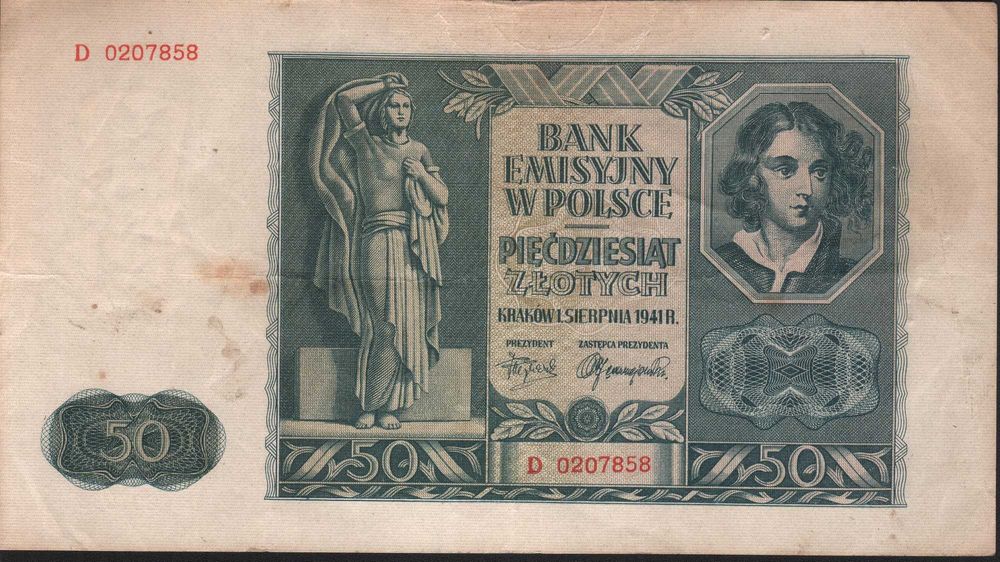 D 0207858
BANK
EMISYJNY
W POLSCE
PIĘĆDZIESIĄT
ZŁOTYCH
KRAKÓW 1. SIERPNIA 1941 R.
PREZYDENT ZASTĘPCA PREZYDENTA
50
50
D 0207858
50